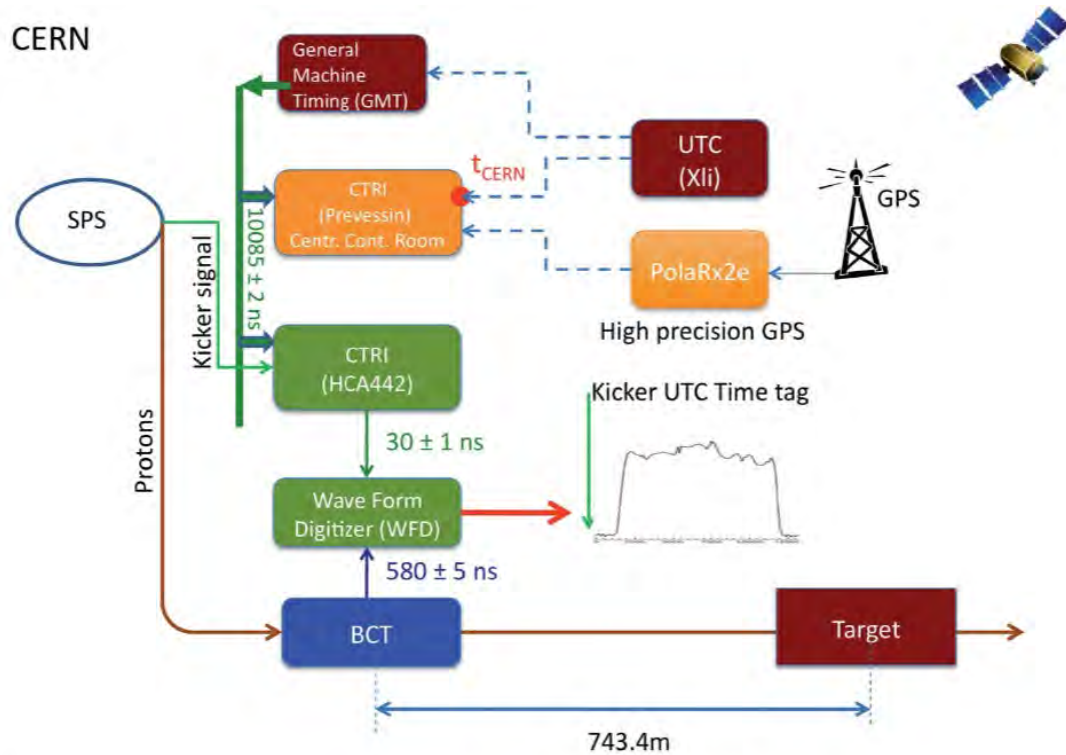 CERN
General
Machine
Timing (GMT)
UTC
(Xli)
t_CERN
CTRI
(Prevessin)
Centr. Cont. Room
GPS
SPS
PolaRx2e
High precision GPS
Kicker signal
10085 ± 2 ns
CTRI
(HCA442)
Kicker UTC Time tag
30 ± 1 ns
Protons
Wave Form
Digitizer (WFD)
580 ± 5 ns
BCT
Target
743.4m